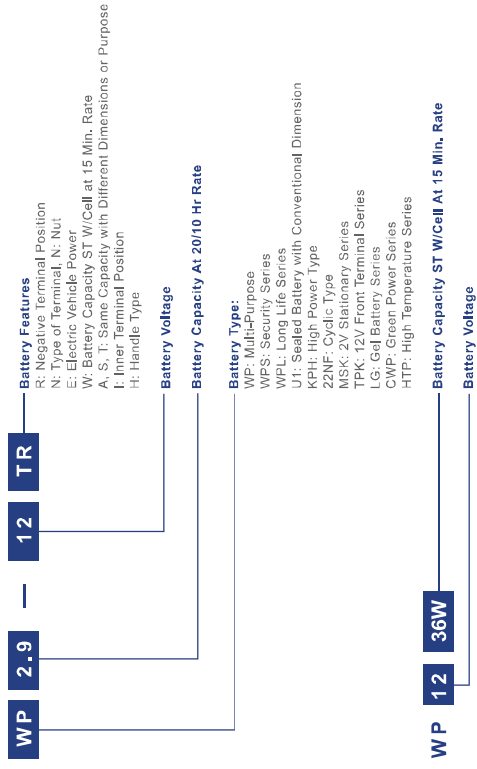 WP 2.9 — 12 TR
Battery Features
R: Negative Terminal Position
N: Type of Terminal, N: Nut
E: Electric Vehicle Power
W: Battery Capacity ST W/Cell at 15 Min. Rate
A, S, T: Same Capacity with Different Dimensions or Purpose
I: Inner Terminal Position
H: Handle Type
Battery Voltage
Battery Capacity At 20/10 Hr Rate
Battery Type:
WP: Multi-Purpose
WPS: Security Series
WPL: Long Life Series
U1: Sealed Battery with Conventional Dimension
KPH: High Power Type
22NF: Cyclic Type
MSK: 2V Stationary Series
TPK: 12V Front Terminal Series
LG: Gel Battery Series
CWP: Green Power Series
HTP: High Temperature Series
WP 12 36W
Battery Capacity ST W/Cell At 15 Min. Rate
Battery Voltage